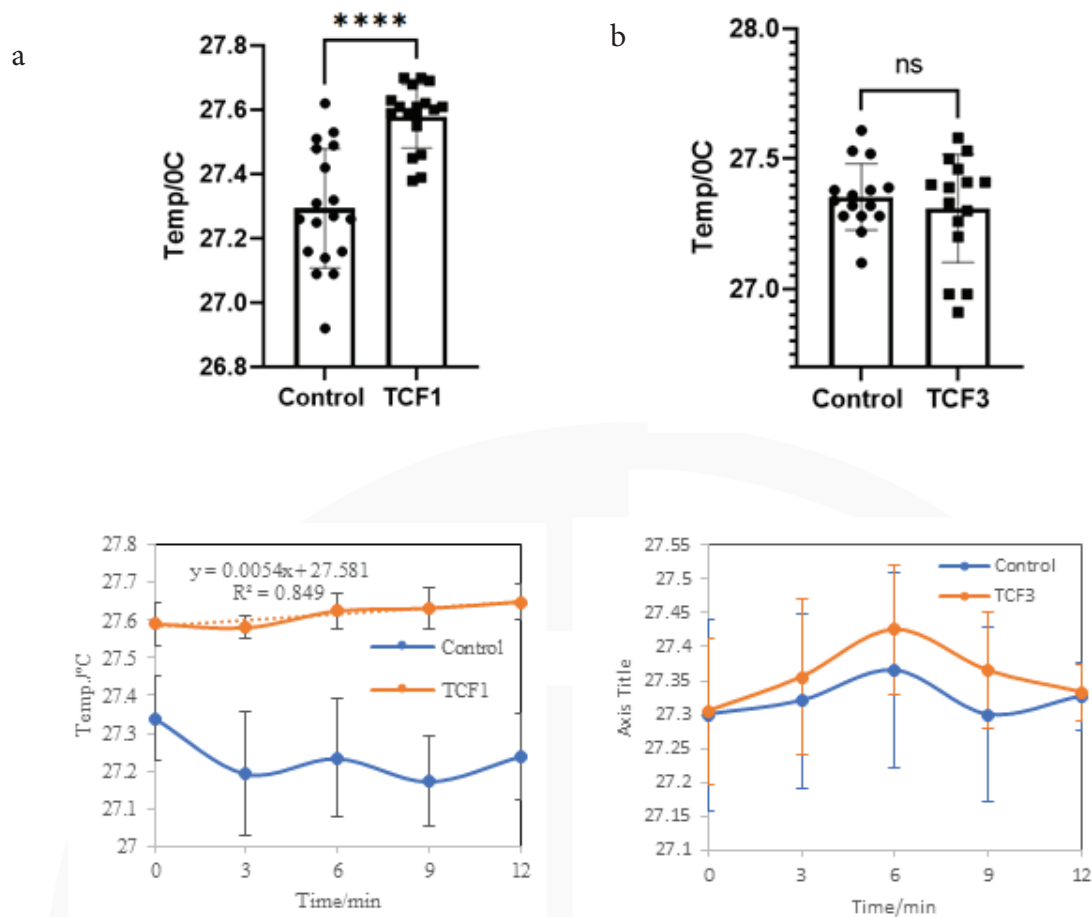 a
****
Temp/0C
27.8
27.6
27.4
27.2
27.0
26.8
Control TCF1
b
ns
Temp/0C
28.0
27.5
27.0
Control TCF3
Temp./°C
27.8
27.7
27.6
27.5
27.4
27.3
27.2
27.1
27
y = 0.0054x + 27.581
R² = 0.849
Control
TCF1
0 3 6 9 12
Time/min
Axis Title
27.55
27.5
27.45
27.4
27.35
27.3
27.25
27.2
27.15
27.1
Control
TCF3
0 3 6 9 12
Time/min